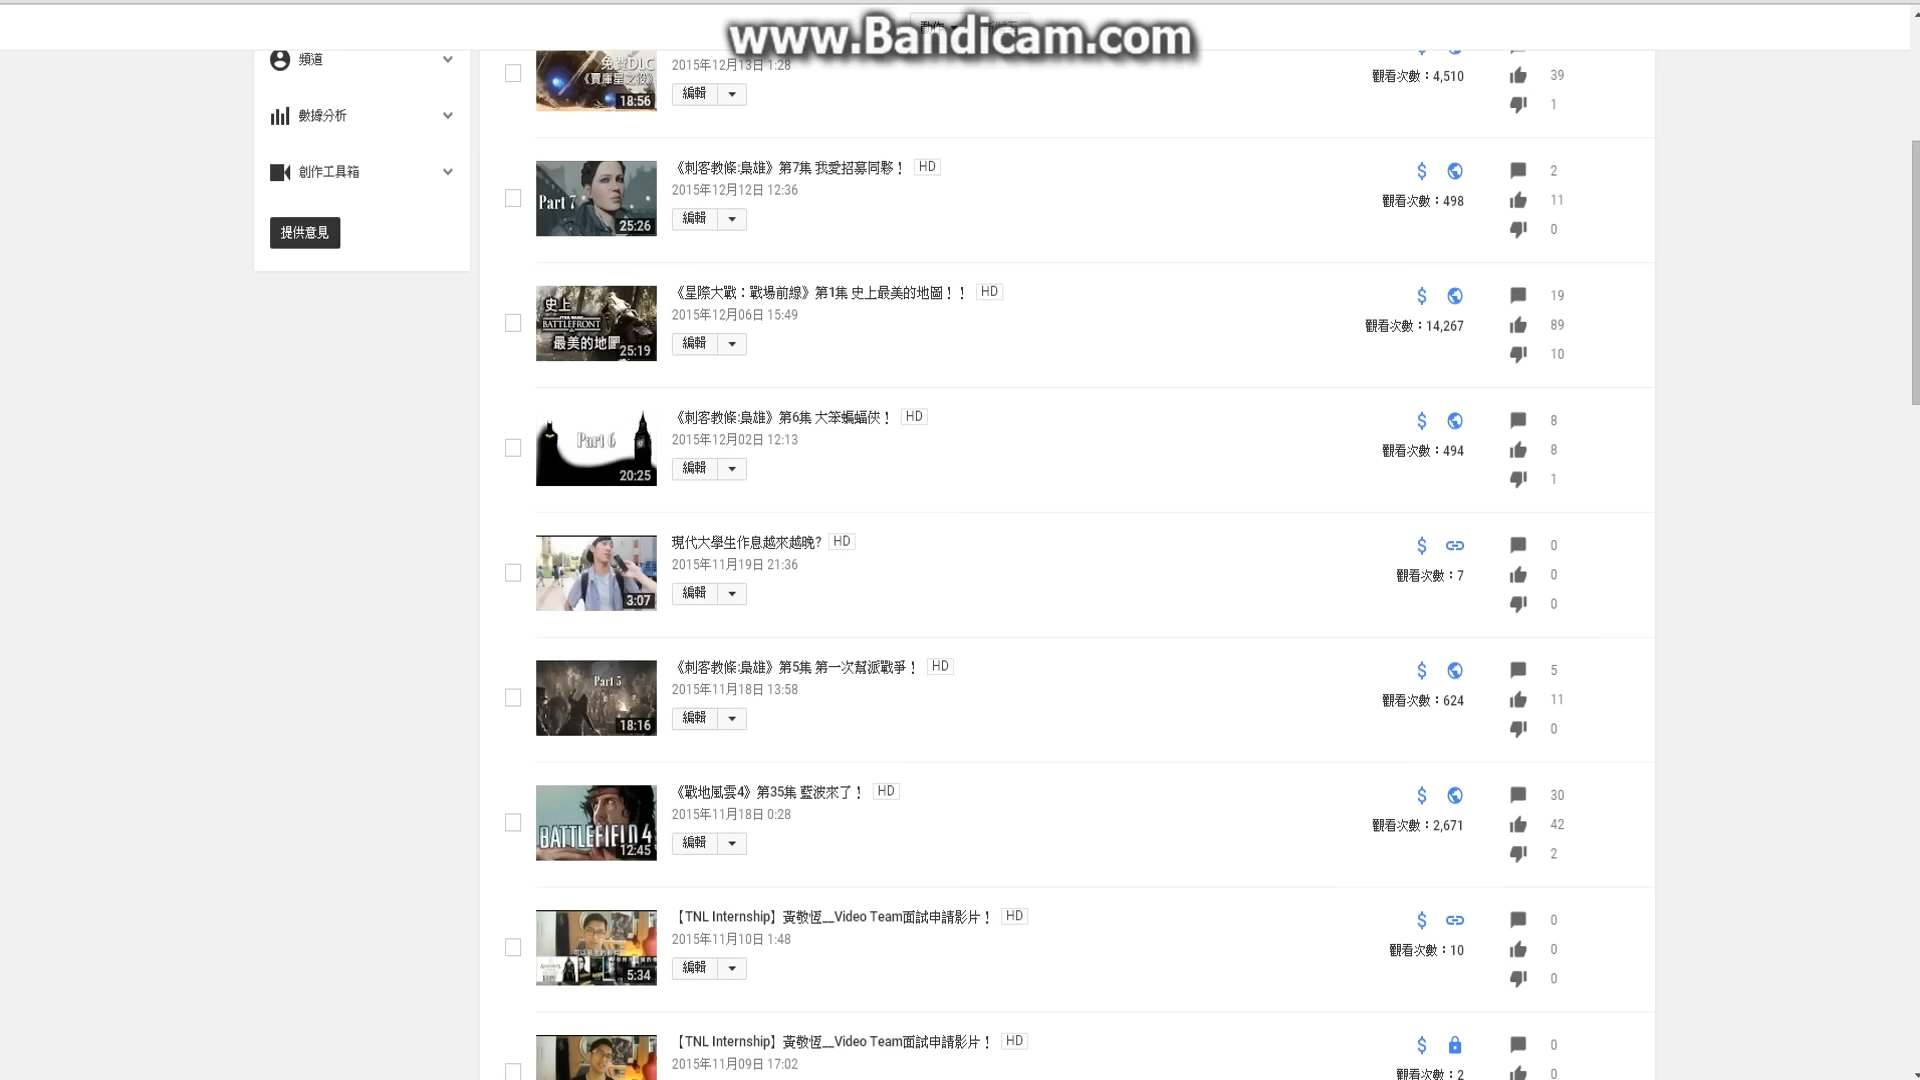 www.Bandicam.com
頻道
數據分析
創作工具箱
提供意見
免費DLC
《賈庫星之役》
18:56
2015年12月13日 1:28
編輯
觀看次數：4,510
39
1
Part 7
25:26
《刺客教條:梟雄》第7集 我愛招募同夥！ HD
2015年12月12日 12:36
編輯
觀看次數：498
2
11
0
史上
BATTLEFRONT
最美的地圖
25:19
《星際大戰：戰場前線》第1集 史上最美的地圖！！ HD
2015年12月06日 15:49
編輯
觀看次數：14,267
19
89
10
Part 6
20:25
《刺客教條:梟雄》第6集 大笨蝙蝠俠！ HD
2015年12月02日 12:13
編輯
觀看次數：494
8
8
1
3:07
現代大學生作息越來越晚? HD
2015年11月19日 21:36
編輯
觀看次數：7
0
0
0
Part 5
18:16
《刺客教條:梟雄》第5集 第一次幫派戰爭！ HD
2015年11月18日 13:58
編輯
觀看次數：624
5
11
0
BATTLEFIELD 4
12:45
《戰地風雲4》第35集 藍波來了！ HD
2015年11月18日 0:28
編輯
觀看次數：2,671
30
42
2
5:34
【TNL Internship】黃敬恆__Video Team面試申請影片！ HD
2015年11月10日 1:48
編輯
觀看次數：10
0
0
0
【TNL Internship】黃敬恆__Video Team面試申請影片！ HD
2015年11月09日 17:02
觀看次數：2
0
0